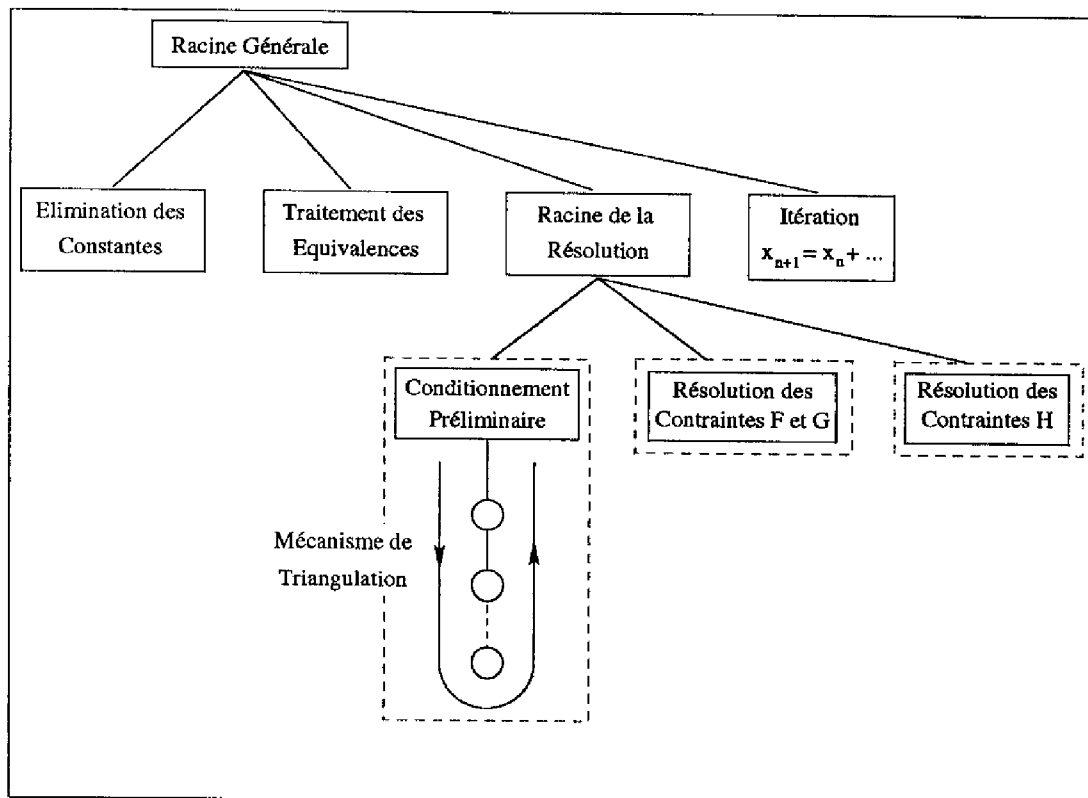 Racine Générale
Elimination des
Constantes
Traitement des
Equivalences
Racine de la
Résolution
Itération
x_{n+1} = x_n + ...
Conditionnement
Préliminaire
Résolution des
Contraintes F et G
Résolution des
Contraintes H
Mécanisme de
Triangulation